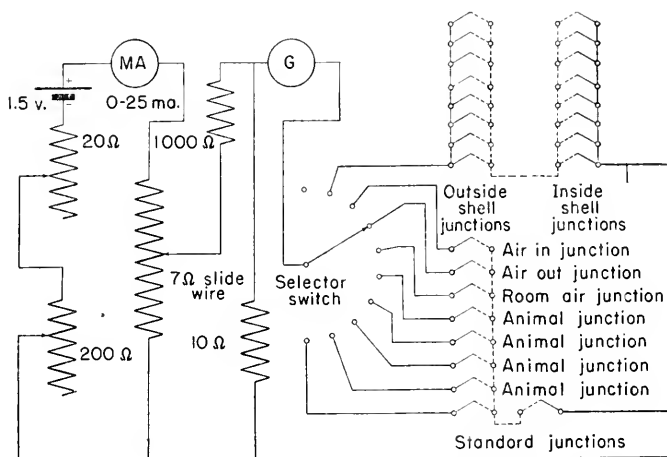 MA
G
+
1.5 v.
0-25 ma.
20Ω
1000Ω
Outside
shell
junctions
Inside
shell
junctions
7Ω slide
wire
Selector
switch
Air in junction
Air out junction
Room air junction
Animal junction
Animal junction
Animal junction
Animal junction
200 Ω
10Ω
Standard junctions